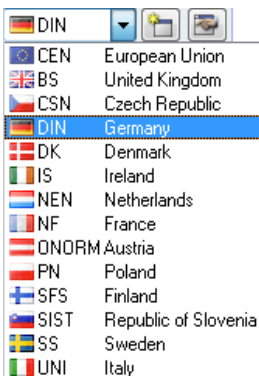 DIN
CEN European Union
BS United Kingdom
CSN Czech Republic
DIN Germany
DK Denmark
IS Ireland
NEN Netherlands
NF France
ONORM Austria
PN Poland
SFS Finland
SIST Republic of Slovenia
SS Sweden
UNI Italy